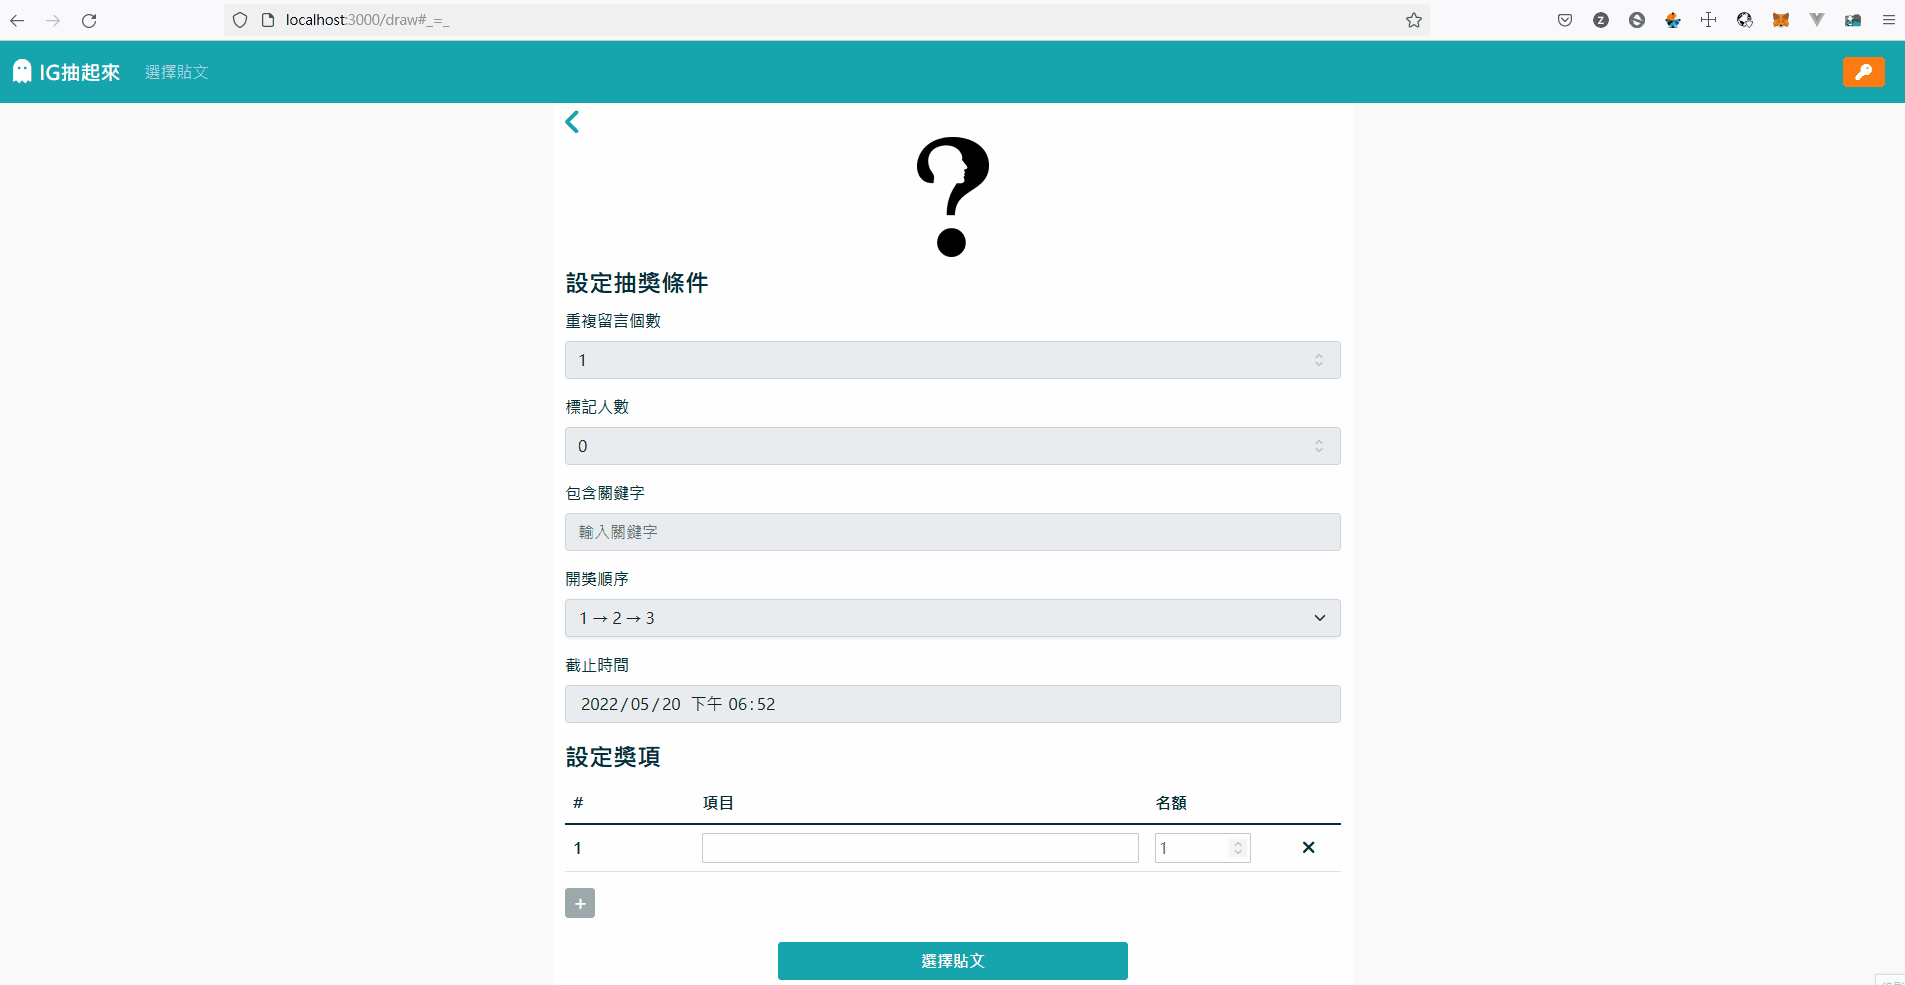 localhost:3000/draw#_=_
IG抽起來 選擇貼文
設定抽獎條件
重複留言個數
1
標記人數
0
包含關鍵字
輸入關鍵字
開獎順序
1 → 2 → 3
截止時間
2022/05/20 下午 06:52
設定獎項
# 項目 名額
1 1
+
選擇貼文